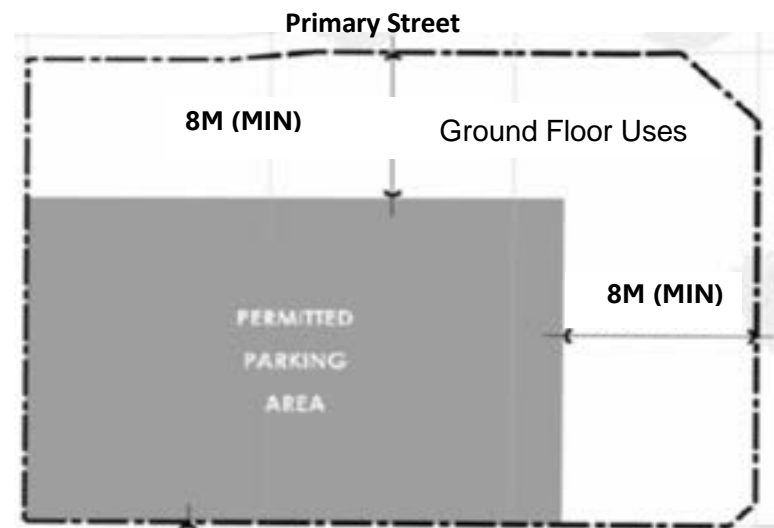 Primary Street
8M (MIN)
Ground Floor Uses
8M (MIN)
PERMITTED
PARKING
AREA